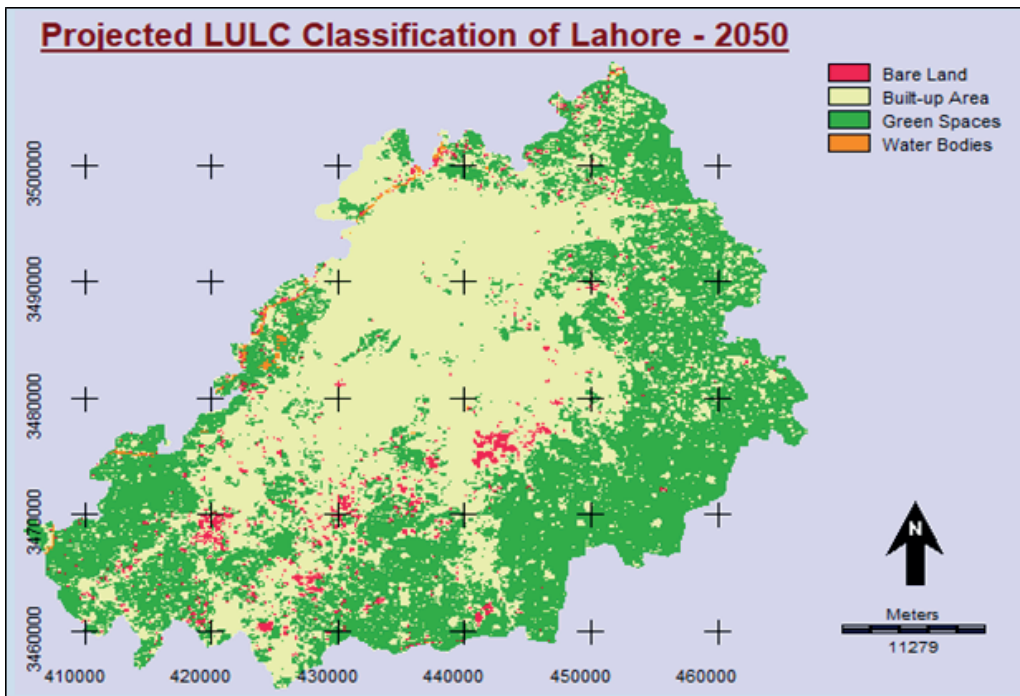 Projected LULC Classification of Lahore - 2050
Bare Land
Built-up Area
Green Spaces
Water Bodies
3500000
3490000
3480000
3470000
3460000
N
Meters
11279
410000 420000 430000 440000 450000 460000